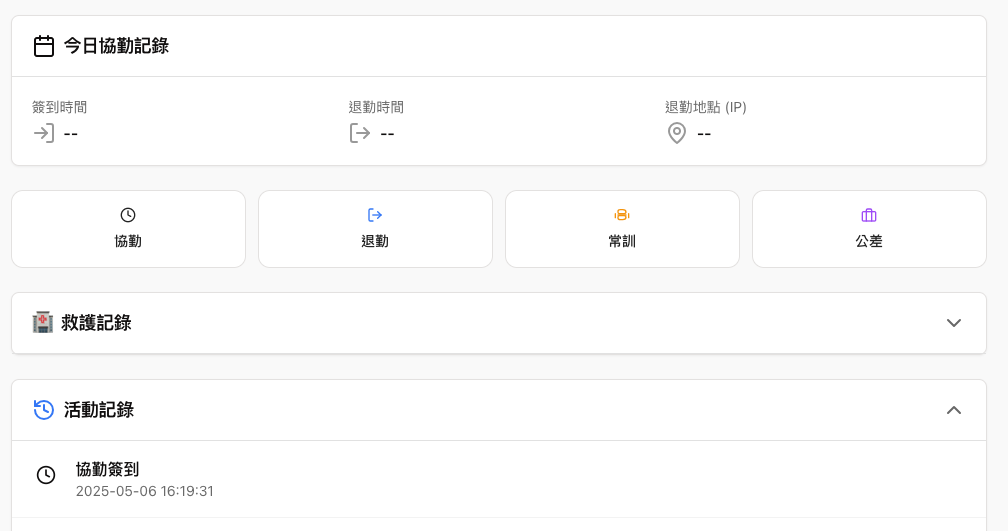 今日協勤記錄
簽到時間
退勤時間
退勤地點 (IP)
--
--
--
協勤
退勤
常訓
公差
救護記錄
活動記錄
協勤簽到
2025-05-06 16:19:31